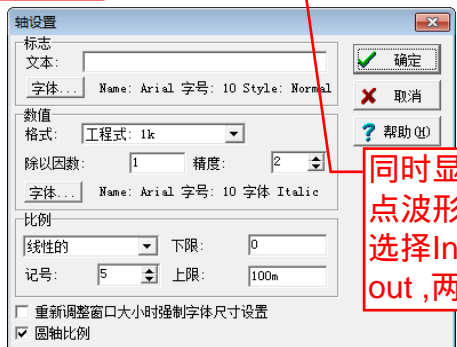 轴设置
标志
文本:
确定
字体... Name: Arial 字号: 10 Style: Normal
取消
数值
格式: 工程式: 1k
帮助(H)
除以因数: 1 精度: 2
同时显
点波形
选择In
out ,两
字体... Name: Arial 字号: 10 字体 Italic
比例
线性的 下限: 0
记号: 5 上限: 100m
重新调整窗口大小时强制字体尺寸设置
圆轴比例